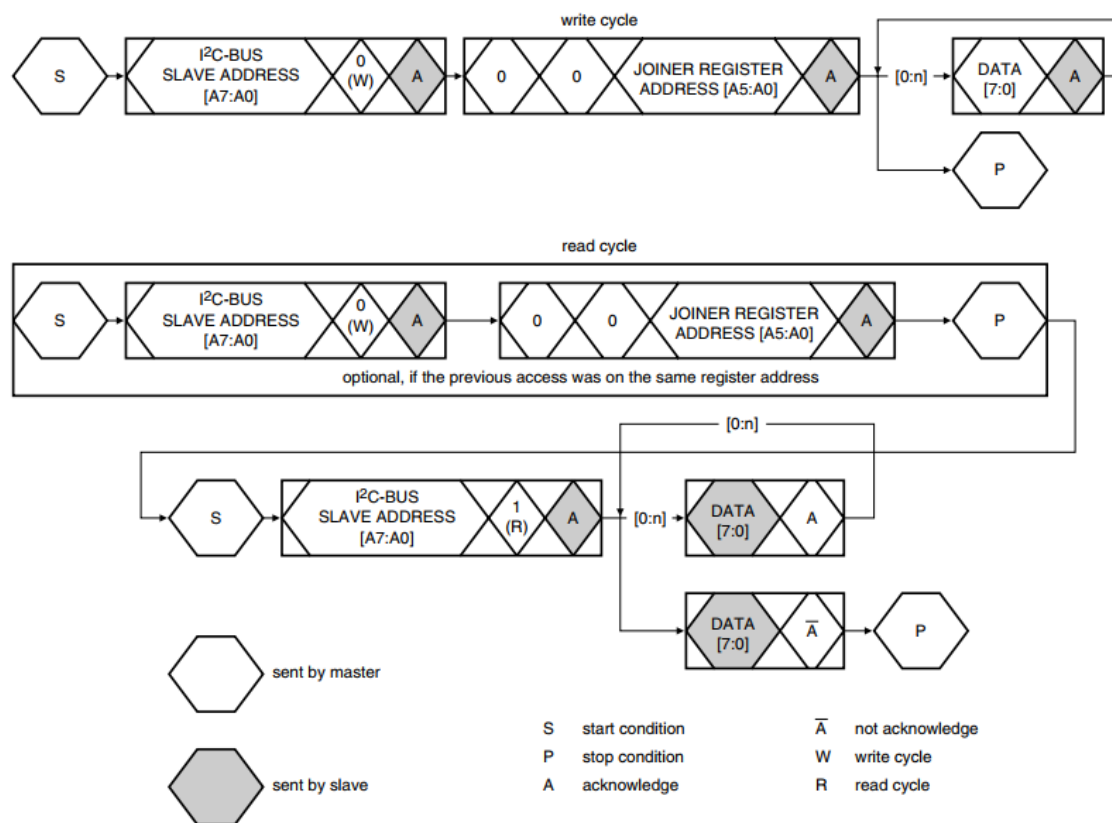 write cycle
S
I²C-BUS
SLAVE ADDRESS
[A7:A0]
0
(W)
A
0
0
JOINER REGISTER
ADDRESS [A5:A0]
A
[0:n]
DATA
[7:0]
A
P
read cycle
S
I²C-BUS
SLAVE ADDRESS
[A7:A0]
0
(W)
A
0
0
JOINER REGISTER
ADDRESS [A5:A0]
A
P
optional, if the previous access was on the same register address
[0:n]
S
I²C-BUS
SLAVE ADDRESS
[A7:A0]
1
(R)
A
[0:n]
DATA
[7:0]
A
DATA
[7:0]
A̅
P
sent by master
sent by slave
S start condition
P stop condition
A acknowledge
A̅ not acknowledge
W write cycle
R read cycle